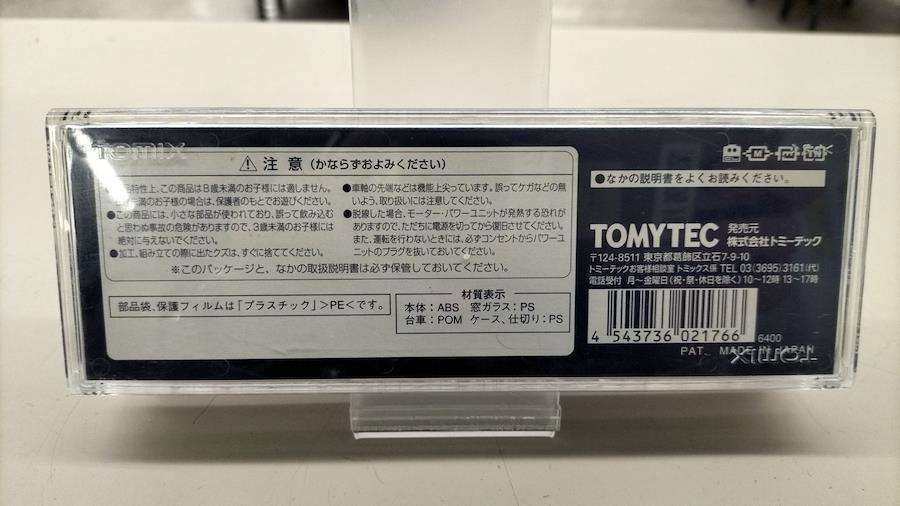 TOMIX
⚠ 注 意 (かならずおよみください)
特性上、この商品は8歳未満のお子様には適しません。
満のお子様の場合は、保護者のもとでお遊びください。
●この商品には、小さな部品が使われており、誤って飲み込む
と思わぬ事故の危険がありますので、3歳未満のお子様には
絶対に与えないでください。
●加工、組み立ての際に出たクズは、すぐに捨ててください。
●車軸の先端などは機能上尖っています。誤ってケガなどの無
いよう、取り扱いには注意してください。
●脱線した場合、モーター・パワーユニットが発熱する恐れが
ありますので、ただちに電源を切ってから復旧させてください。
また、運転を行わないときには、必ずコンセントからパワーユ
ニットのプラグを抜いておいてください。
※このパッケージと、なかの取扱説明書は必ず保管しておいてください。
部品袋、保護フィルムは「プラスチック」>PE<です。
材質表示
本体:ABS 窓ガラス:PS
台車:POM ケース、仕切り:PS
M T
●なかの説明書をよくお読みください。
TOMYTEC 発売元 株式会社トミーテック
〒124-8511 東京都葛飾区立石7-9-10
トミーテックお客様相談室 トミックス係 TEL 03(3695)3161(代)
電話受付 月〜金曜日(祝・祭・休日を除く)10〜12時 13〜17時
4 543736 021766
6400
PAT. MADE IN JAPAN
TOMIX